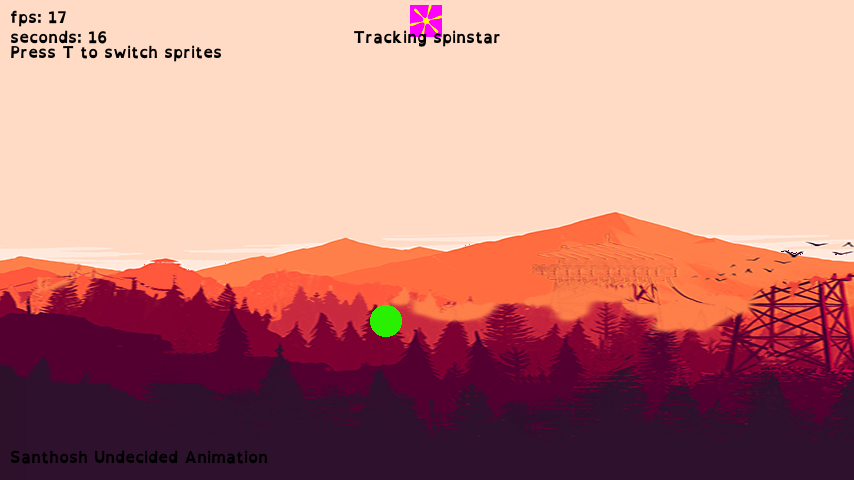 fps: 17
seconds: 16
Tracking spinstar
Press T to switch sprites
Santhosh Undecided Animation